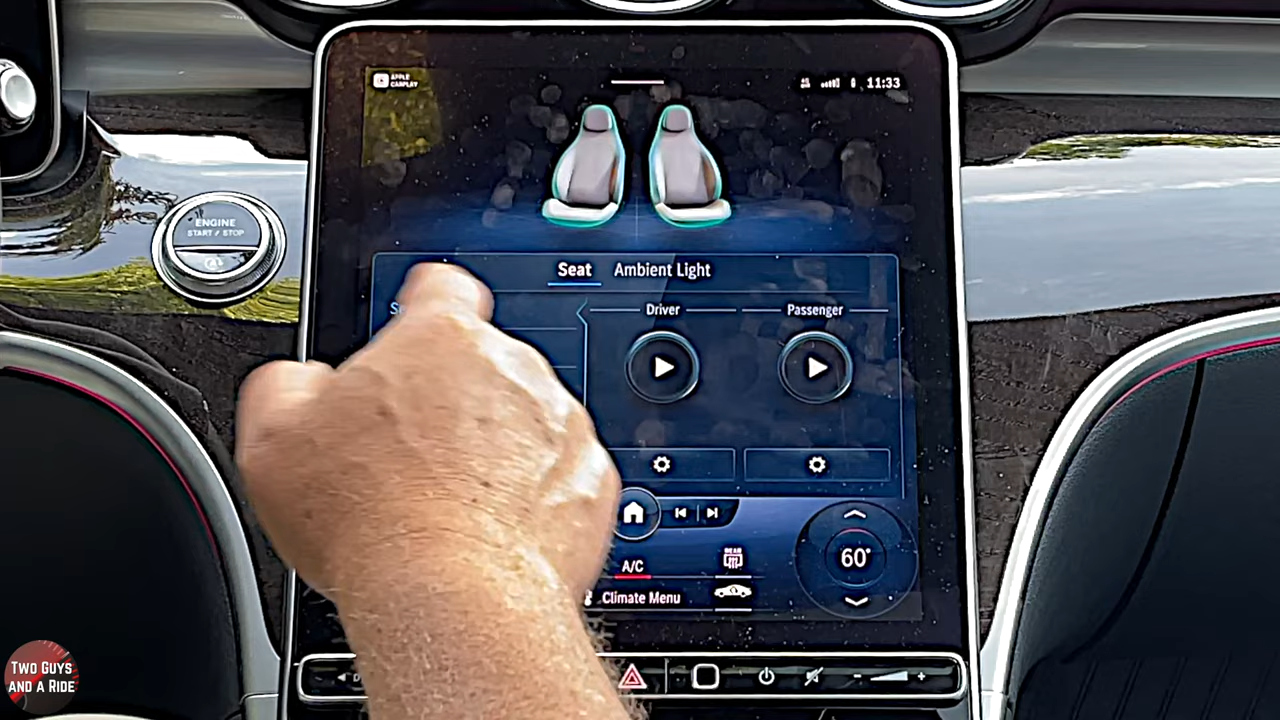 APPLE
CARPLAY
11:33
ENGINE
START / STOP
Seat
Ambient Light
Driver
Passenger
REAR
60°
A/C
Climate Menu
TWO GUYS
AND A RIDE